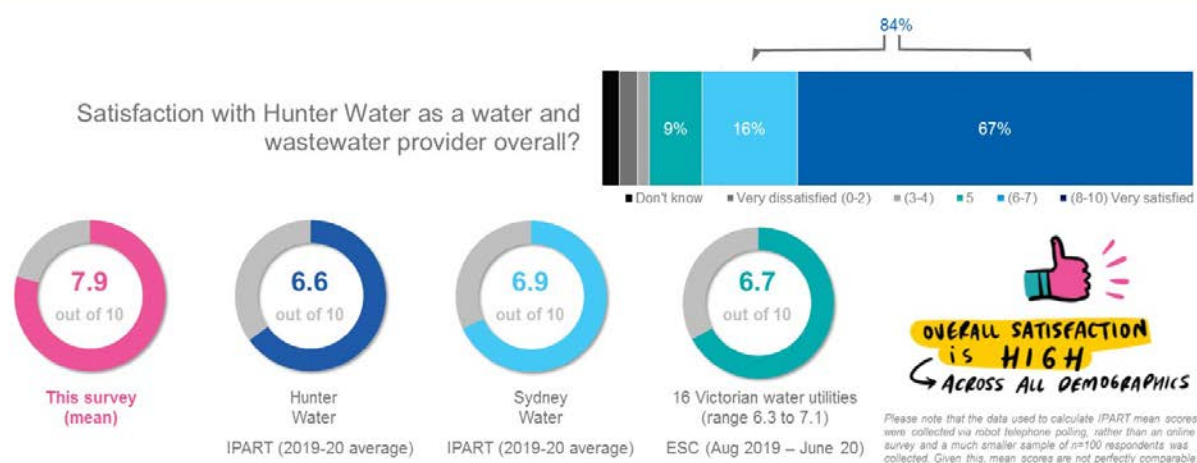 84%
Satisfaction with Hunter Water as a water and
wastewater provider overall?
9%
16%
67%
Don't know
Very dissatisfied (0-2)
(3-4)
5
(6-7)
(8-10) Very satisfied
7.9
out of 10
This survey
(mean)
6.6
out of 10
Hunter
Water
IPART (2019-20 average)
6.9
out of 10
Sydney
Water
IPART (2019-20 average)
6.7
out of 10
16 Victorian water utilities
(range 6.3 to 7.1)
ESC (Aug 2019 – June 20)
OVERALL SATISFACTION
is HIGH
ACROSS ALL DEMOGRAPHICS
Please note that the data used to calculate IPART mean scores
were collected via robot telephone polling, rather than an online
survey and a much smaller sample of n=100 respondents was
collected. Given this, mean scores are not perfectly comparable